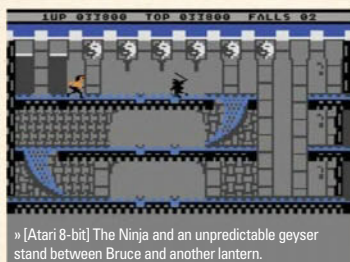 1UP 033800 TOP 033800 FALLS 02
$ $ $ $ $ $
» [Atari 8-bit] The Ninja and an unpredictable geyser
stand between Bruce and another lantern.